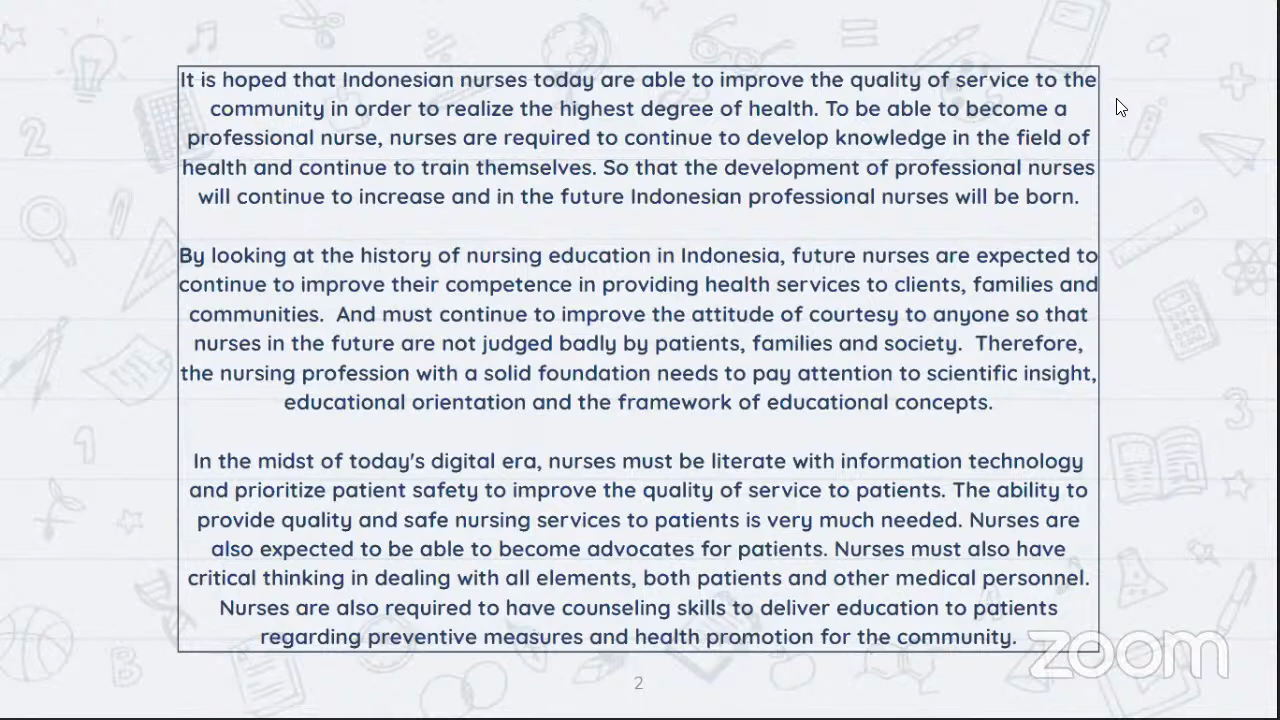 It is hoped that Indonesian nurses today are able to improve the quality of service to the
community in order to realize the highest degree of health. To be able to become a
professional nurse, nurses are required to continue to develop knowledge in the field of
health and continue to train themselves. So that the development of professional nurses
will continue to increase and in the future Indonesian professional nurses will be born.
By looking at the history of nursing education in Indonesia, future nurses are expected to
continue to improve their competence in providing health services to clients, families and
communities.  And must continue to improve the attitude of courtesy to anyone so that
nurses in the future are not judged badly by patients, families and society.  Therefore,
the nursing profession with a solid foundation needs to pay attention to scientific insight,
educational orientation and the framework of educational concepts.
In the midst of today's digital era, nurses must be literate with information technology
and prioritize patient safety to improve the quality of service to patients. The ability to
provide quality and safe nursing services to patients is very much needed. Nurses are
also expected to be able to become advocates for patients. Nurses must also have
critical thinking in dealing with all elements, both patients and other medical personnel.
Nurses are also required to have counseling skills to deliver education to patients
regarding preventive measures and health promotion for the community.
zoom
2
2
1
3
B